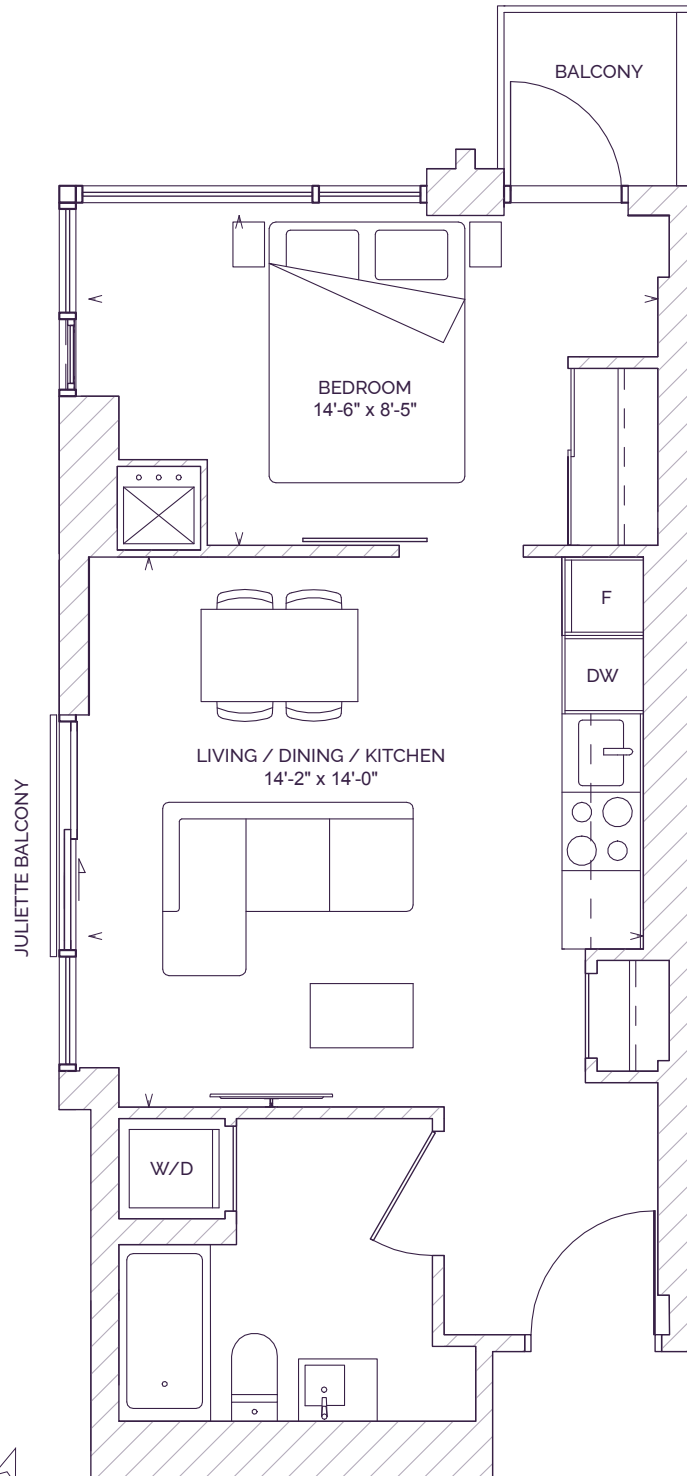 BALCONY
BEDROOM
14'-6" x 8'-5"
F
DW
LIVING / DINING / KITCHEN
14'-2" x 14'-0"
JULIETTE BALCONY
W/D